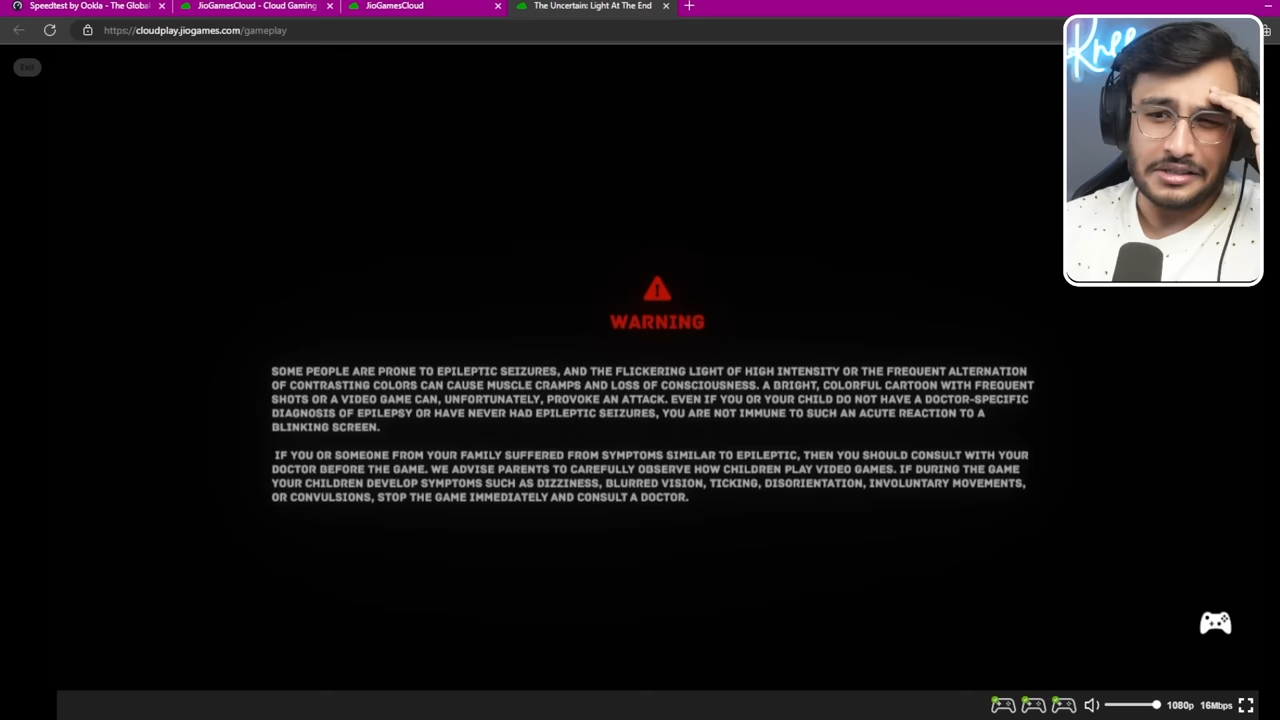 Speedtest by Ookla - The Global
JioGamesCloud - Cloud Gaming
JioGamesCloud
The Uncertain: Light At The End
https://cloudplay.jiogames.com/gameplay
Exit
WARNING
SOME PEOPLE ARE PRONE TO EPILEPTIC SEIZURES, AND THE FLICKERING LIGHT OF HIGH INTENSITY OR THE FREQUENT ALTERNATION
OF CONTRASTING COLORS CAN CAUSE MUSCLE CRAMPS AND LOSS OF CONSCIOUSNESS. A BRIGHT, COLORFUL CARTOON WITH FREQUENT
SHOTS OR A VIDEO GAME CAN, UNFORTUNATELY, PROVOKE AN ATTACK. EVEN IF YOU OR YOUR CHILD DO NOT HAVE A DOCTOR-SPECIFIC
DIAGNOSIS OF EPILEPSY OR HAVE NEVER HAD EPILEPTIC SEIZURES, YOU ARE NOT IMMUNE TO SUCH AN ACUTE REACTION TO A
BLINKING SCREEN.
IF YOU OR SOMEONE FROM YOUR FAMILY SUFFERED FROM SYMPTOMS SIMILAR TO EPILEPTIC, THEN YOU SHOULD CONSULT WITH YOUR
DOCTOR BEFORE THE GAME. WE ADVISE PARENTS TO CAREFULLY OBSERVE HOW CHILDREN PLAY VIDEO GAMES. IF DURING THE GAME
YOUR CHILDREN DEVELOP SYMPTOMS SUCH AS DIZZINESS, BLURRED VISION, TICKING, DISORIENTATION, INVOLUNTARY MOVEMENTS,
OR CONVULSIONS, STOP THE GAME IMMEDIATELY AND CONSULT A DOCTOR.
1080p 16Mbps